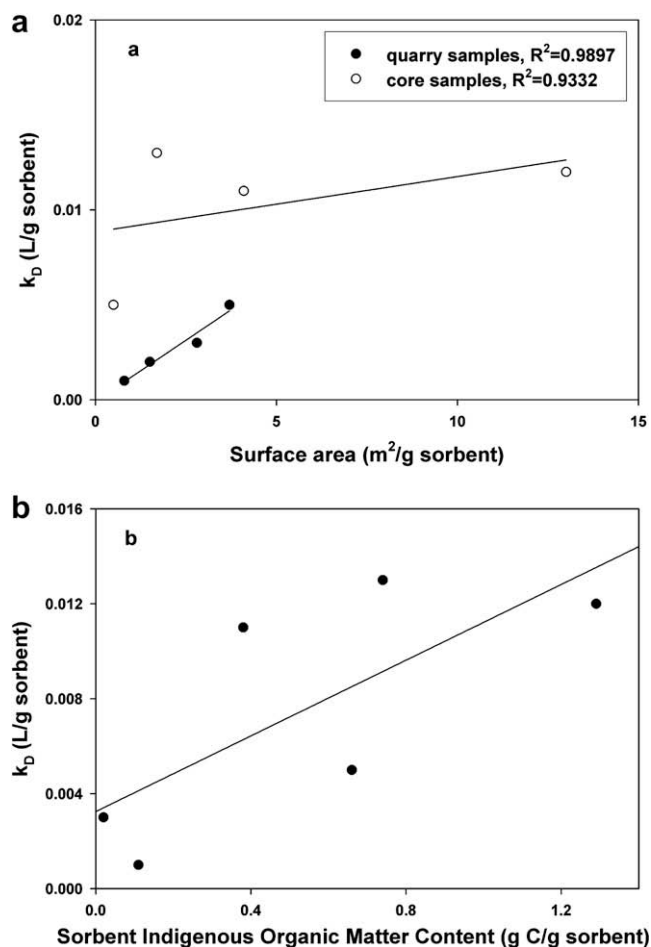 a
a
quarry samples, R²=0.9897
core samples, R²=0.9332
0.02
0.01
0.00
k_D (L/g sorbent)
0
5
10
15
Surface area (m²/g sorbent)
b
b
0.016
0.012
0.008
0.004
0.000
k_D (L/g sorbent)
0.0
0.4
0.8
1.2
Sorbent Indigenous Organic Matter Content (g C/g sorbent)